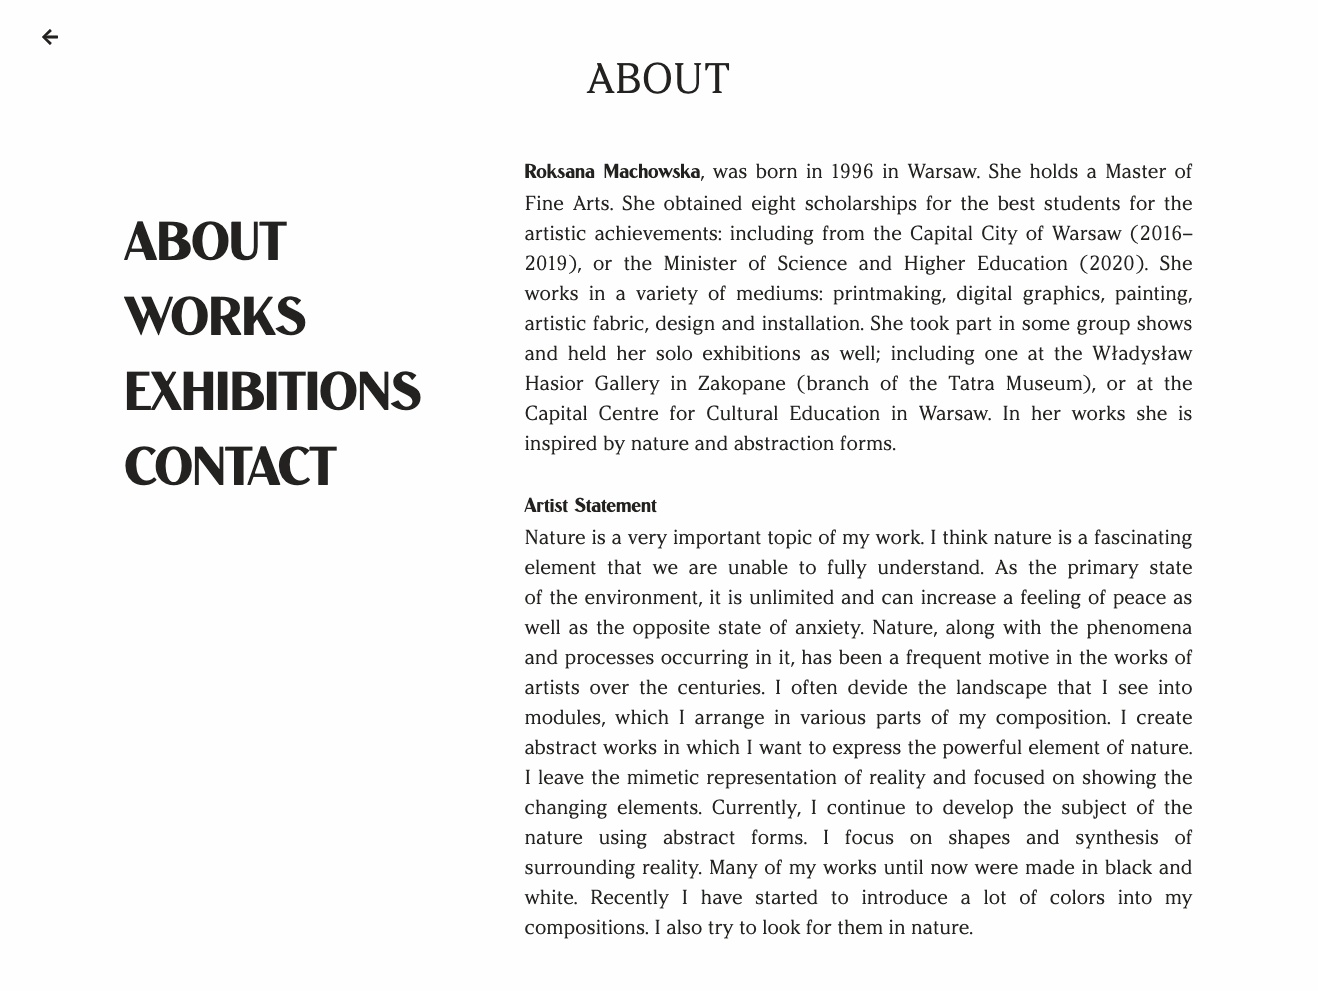 ABOUT
ABOUT
WORKS
EXHIBITIONS
CONTACT
Roksana Machowska, was born in 1996 in Warsaw. She holds a Master of
Fine Arts. She obtained eight scholarships for the best students for the
artistic achievements: including from the Capital City of Warsaw (2016–
2019), or the Minister of Science and Higher Education (2020). She
works in a variety of mediums: printmaking, digital graphics, painting,
artistic fabric, design and installation. She took part in some group shows
and held her solo exhibitions as well; including one at the Władysław
Hasior Gallery in Zakopane (branch of the Tatra Museum), or at the
Capital Centre for Cultural Education in Warsaw. In her works she is
inspired by nature and abstraction forms.
Artist Statement
Nature is a very important topic of my work. I think nature is a fascinating
element that we are unable to fully understand. As the primary state
of the environment, it is unlimited and can increase a feeling of peace as
well as the opposite state of anxiety. Nature, along with the phenomena
and processes occurring in it, has been a frequent motive in the works of
artists over the centuries. I often devide the landscape that I see into
modules, which I arrange in various parts of my composition. I create
abstract works in which I want to express the powerful element of nature.
I leave the mimetic representation of reality and focused on showing the
changing elements. Currently, I continue to develop the subject of the
nature using abstract forms. I focus on shapes and synthesis of
surrounding reality. Many of my works until now were made in black and
white. Recently I have started to introduce a lot of colors into my
compositions. I also try to look for them in nature.